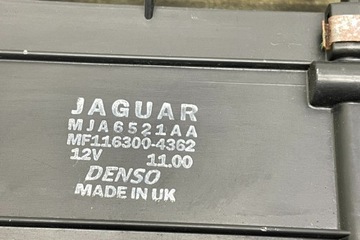 JAGUAR
MJA6521AA
MF116300-4362
12V 11.00
DENSO
MADE IN UK